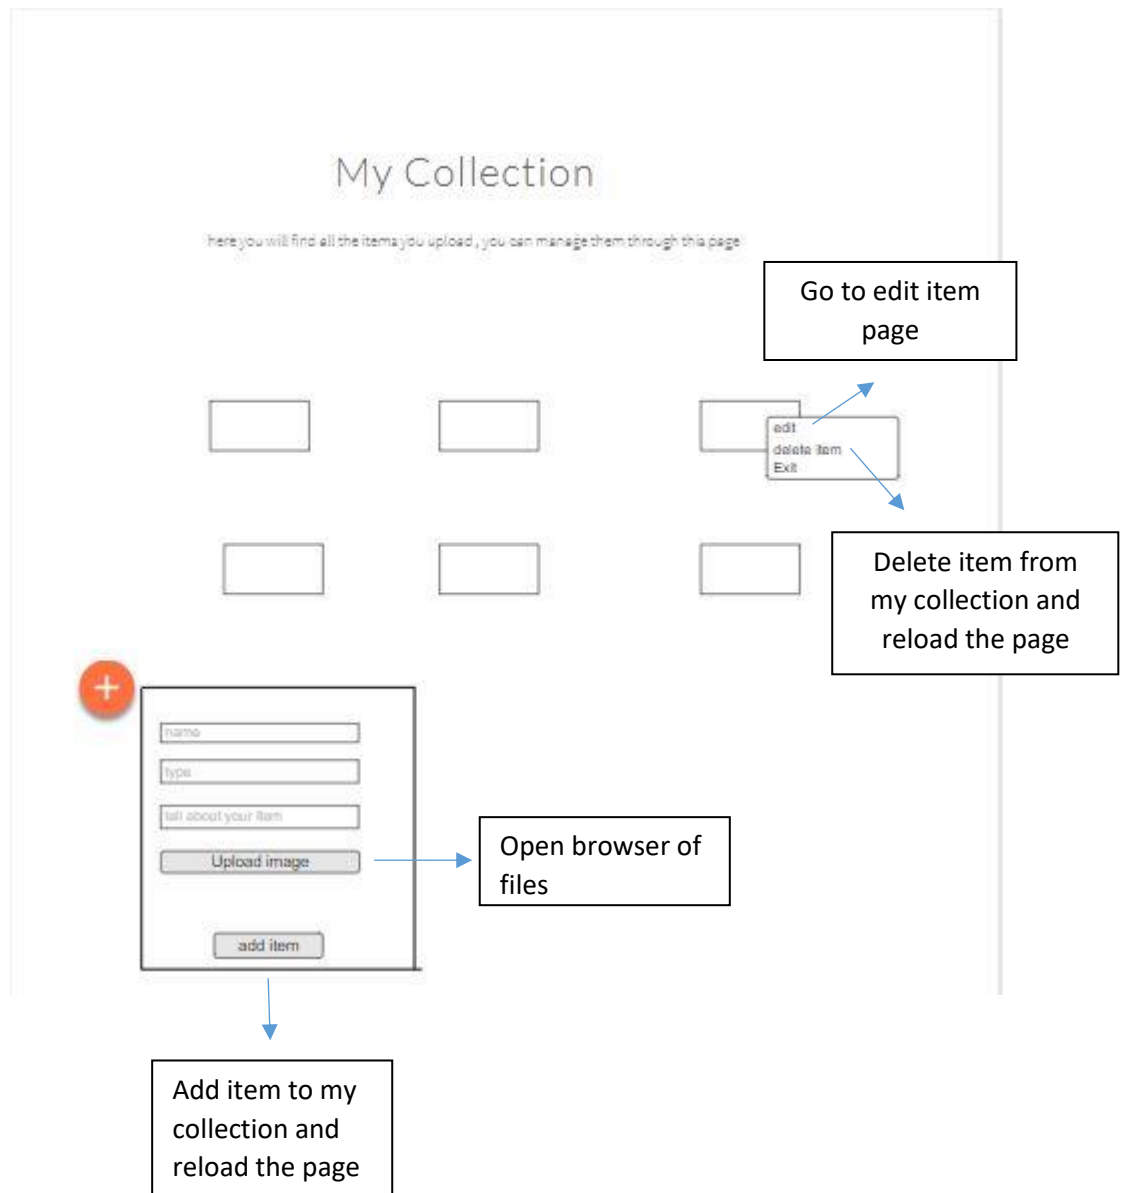 My Collection
here you will find all the items you upload , you can manage them through this page
Go to edit item
page
edit
delete item
Exit
Delete item from
my collection and
reload the page
+
name
type
tell about your item
Upload image
Open browser of
files
add item
Add item to my
collection and
reload the page